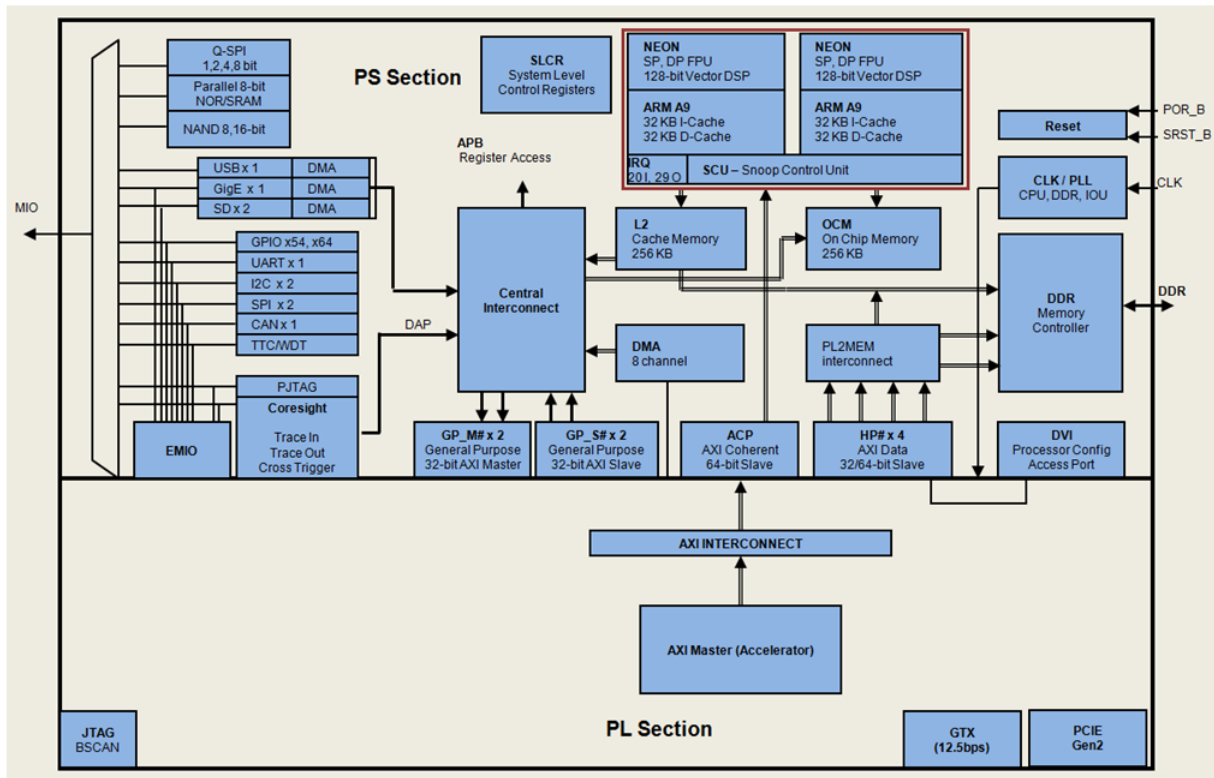 Q-SPI
1,2,4,8 bit
Parallel 8-bit
NOR/SRAM
NAND 8,16-bit
PS Section
SLCR
System Level
Control Registers
NEON
SP, DP FPU
128-bit Vector DSP
NEON
SP, DP FPU
128-bit Vector DSP
ARM A9
32 KB I-Cache
32 KB D-Cache
ARM A9
32 KB I-Cache
32 KB D-Cache
IRQ
20I, 29 O
SCU – Snoop Control Unit
POR_B
Reset
SRST_B
CLK / PLL
CPU, DDR, IOU
CLK
APB
Register Access
USB x 1 DMA
GigE x 1 DMA
SD x 2 DMA
MIO
GPIO x54, x64
UART x 1
I2C x 2
SPI x 2
CAN x 1
TTC/WDT
L2
Cache Memory
256 KB
OCM
On Chip Memory
256 KB
Central
Interconnect
DDR
Memory
Controller
DDR
DAP
DMA
8 channel
PL2MEM
interconnect
PJTAG
Coresight
Trace In
Trace Out
Cross Trigger
EMIO
GP_M# x 2
General Purpose
32-bit AXI Master
GP_S# x 2
General Purpose
32-bit AXI Slave
ACP
AXI Coherent
64-bit Slave
HP# x 4
AXI Data
32/64-bit Slave
DVI
Processor Config
Access Port
AXI INTERCONNECT
AXI Master (Accelerator)
PL Section
JTAG
BSCAN
GTX
(12.5bps)
PCIE
Gen2